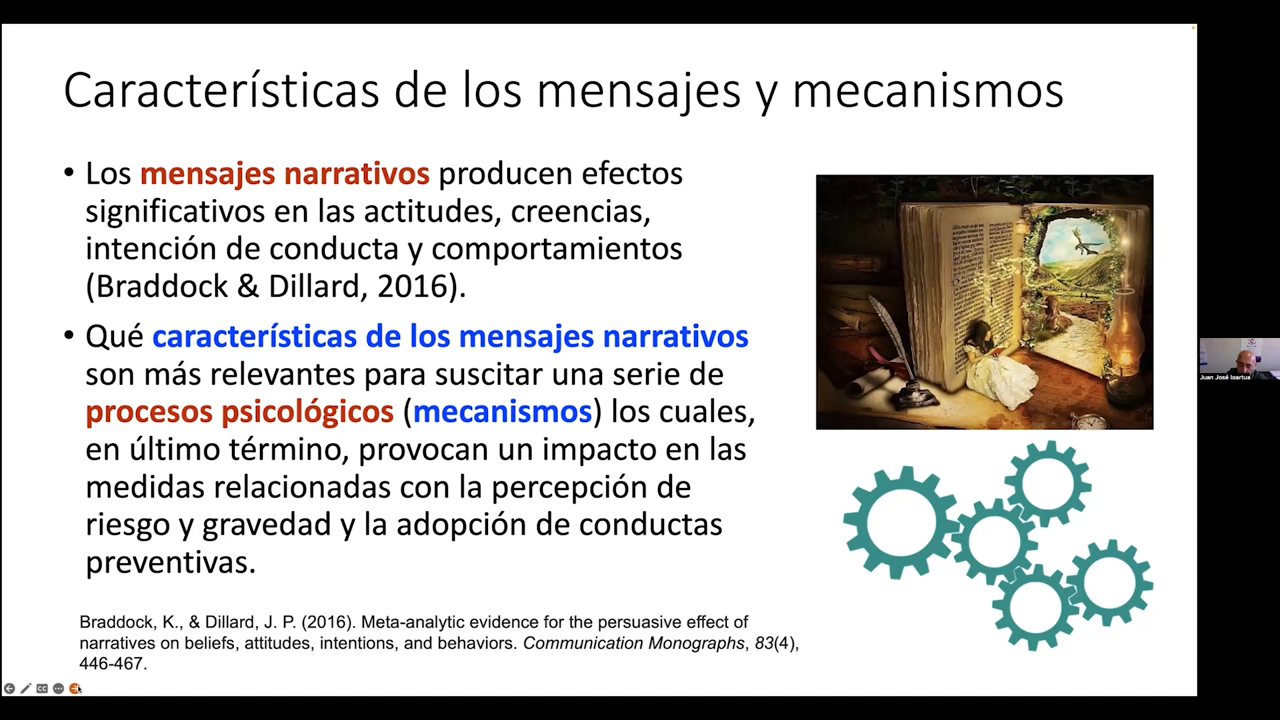 Características de los mensajes y mecanismos
• Los mensajes narrativos producen efectos
significativos en las actitudes, creencias,
intención de conducta y comportamientos
(Braddock & Dillard, 2016).
• Qué características de los mensajes narrativos
son más relevantes para suscitar una serie de
procesos psicológicos (mecanismos) los cuales,
en último término, provocan un impacto en las
medidas relacionadas con la percepción de
riesgo y gravedad y la adopción de conductas
preventivas.
Braddock, K., & Dillard, J. P. (2016). Meta-analytic evidence for the persuasive effect of
narratives on beliefs, attitudes, intentions, and behaviors. Communication Monographs, 83(4),
446-467.
CC
Juan José Igartua